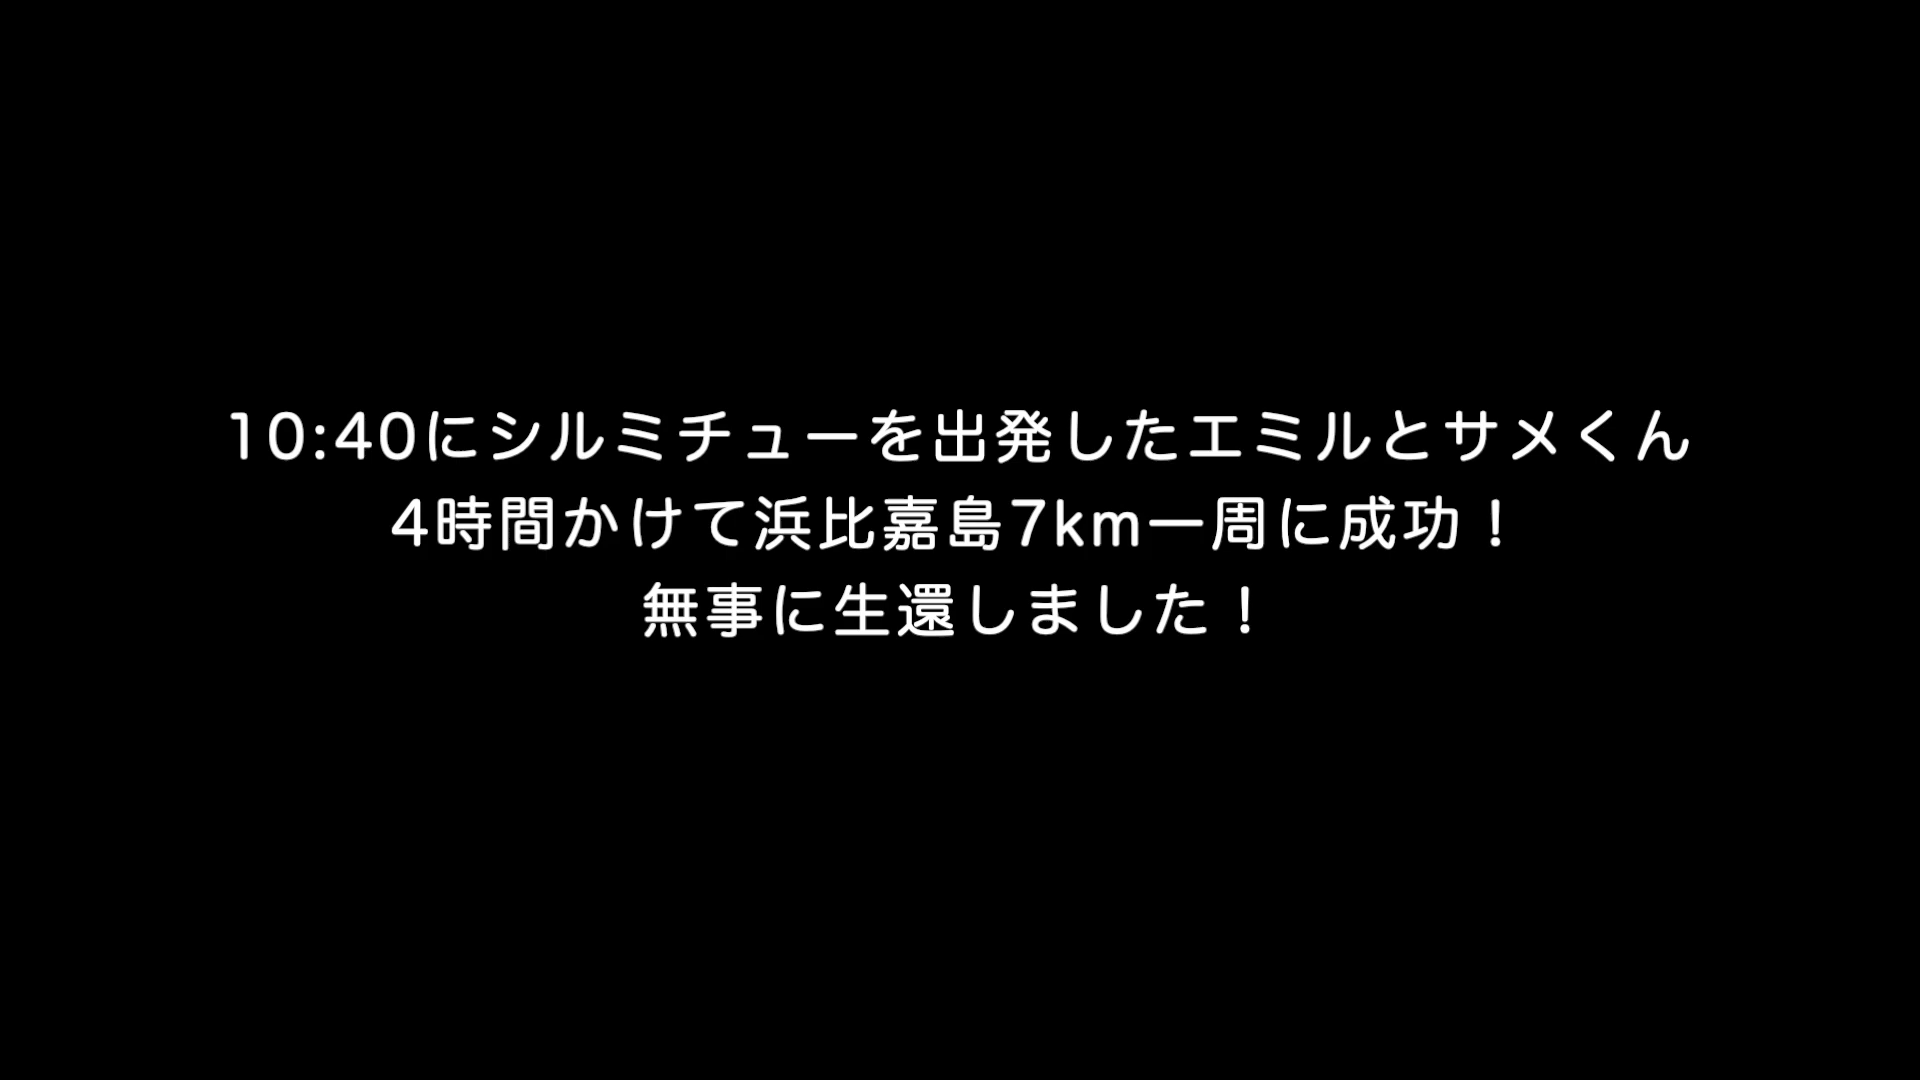 10:40にシルミチューを出発したエミルとサメくん
4時間かけて浜比嘉島7km一周に成功！
無事に生還しました！